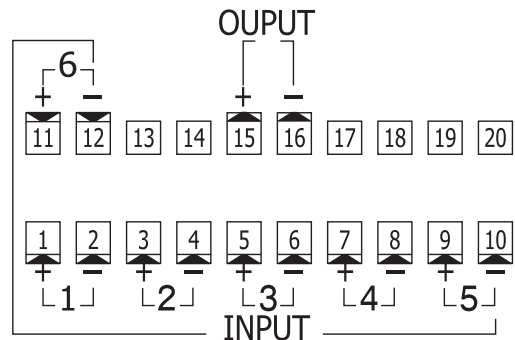 OUPUT
6
+ − + −
11 12 13 14 15 16 17 18 19 20
1 2 3 4 5 6 7 8 9 10
+ − + − + − + − + −
1 2 3 4 5
INPUT